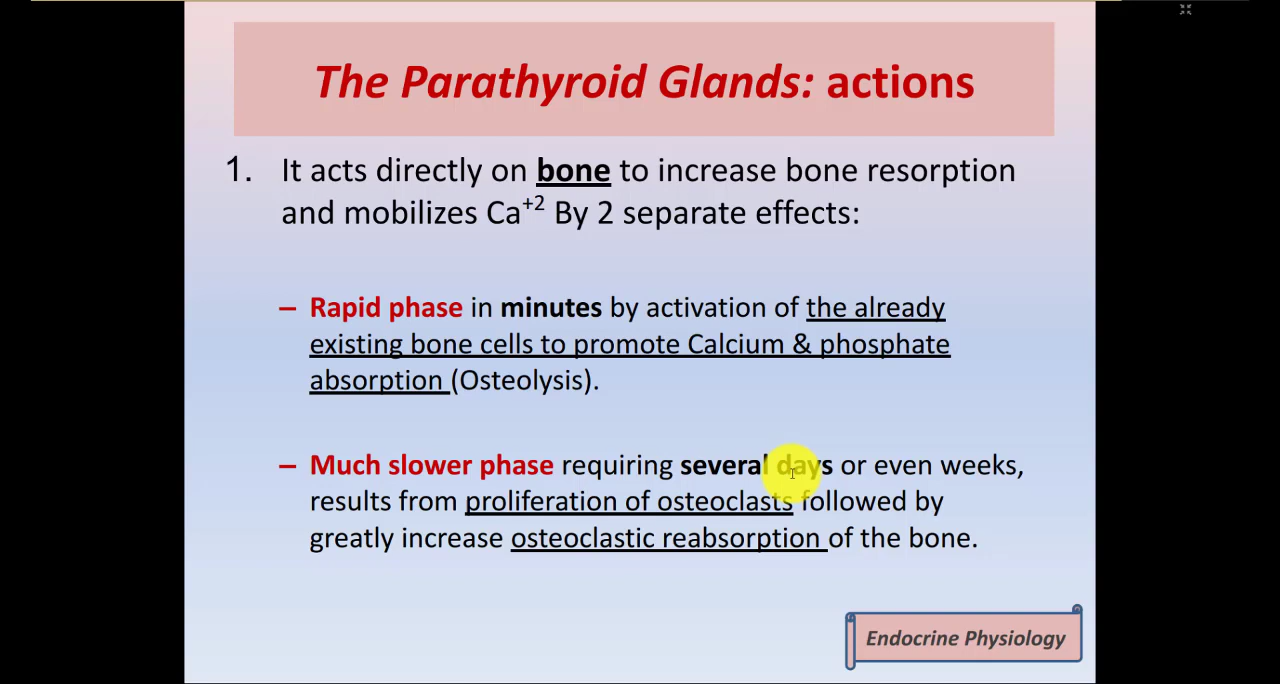 The Parathyroid Glands: actions
1. It acts directly on bone to increase bone resorption
and mobilizes Ca+2 By 2 separate effects:
– Rapid phase in minutes by activation of the already
existing bone cells to promote Calcium & phosphate
absorption (Osteolysis).
– Much slower phase requiring several days or even weeks,
results from proliferation of osteoclasts followed by
greatly increase osteoclastic reabsorption of the bone.
Endocrine Physiology